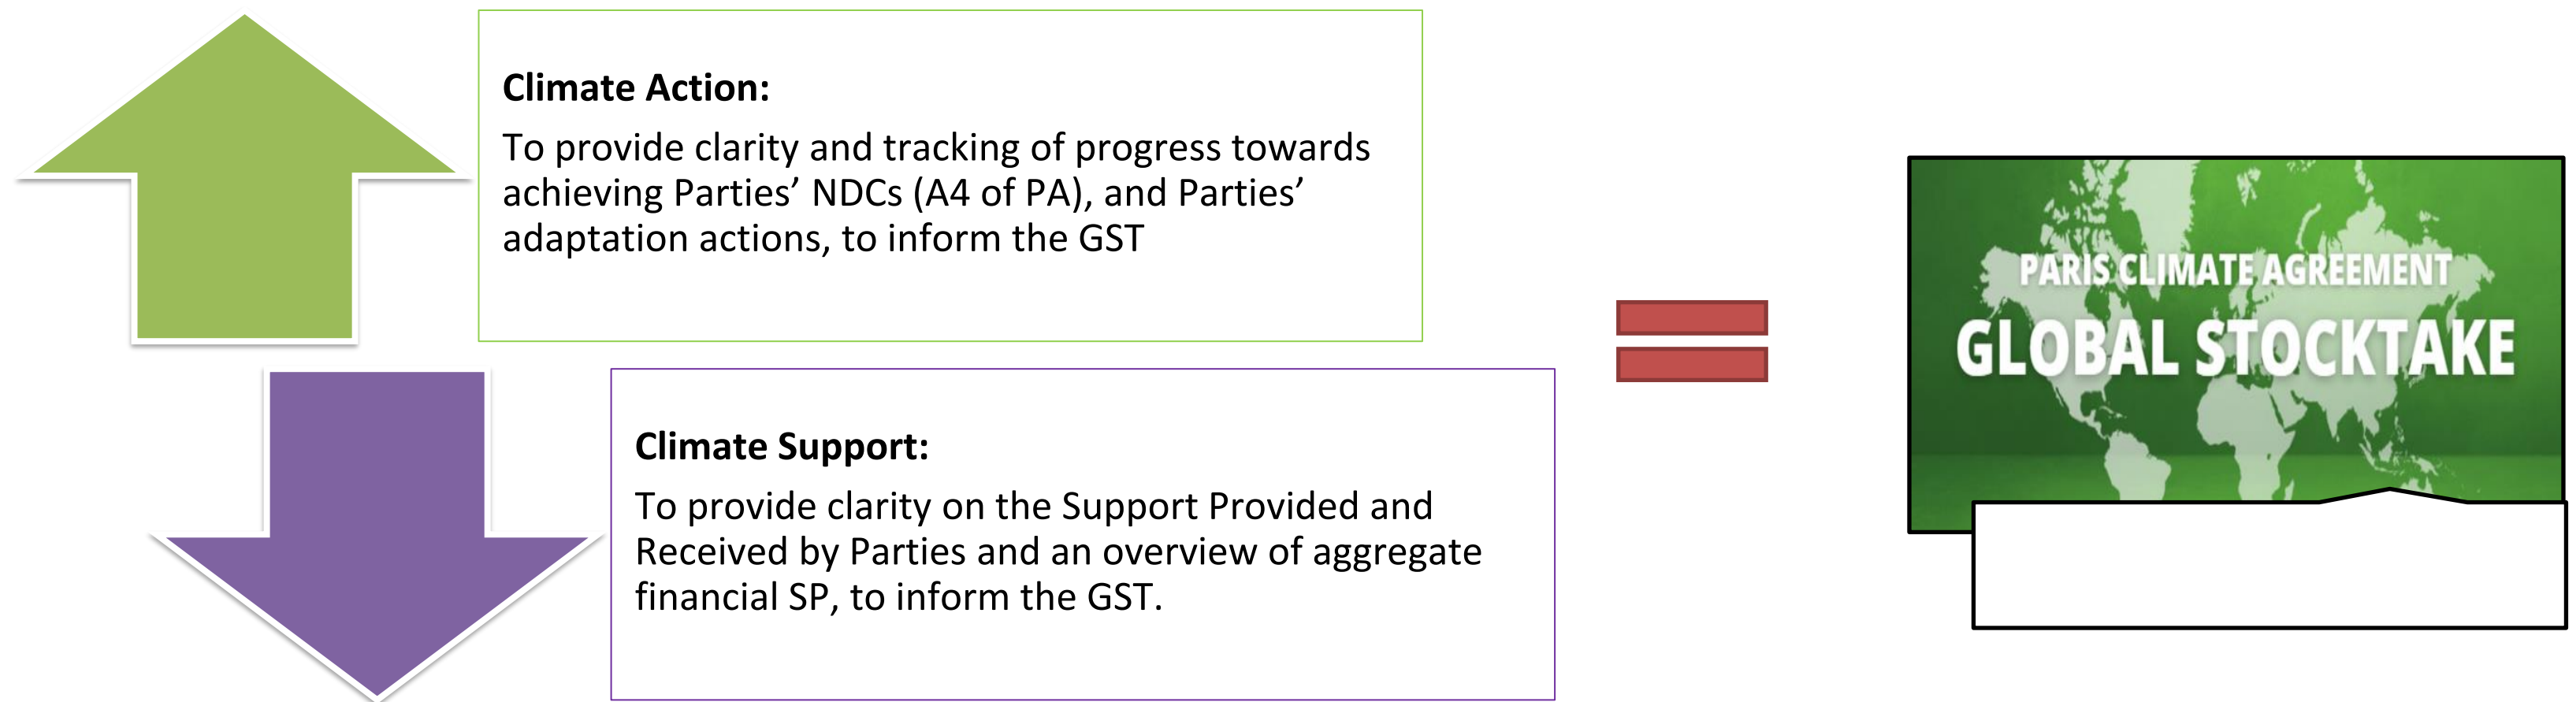 Climate Action:
To provide clarity and tracking of progress towards
achieving Parties’ NDCs (A4 of PA), and Parties’
adaptation actions, to inform the GST
Climate Support:
To provide clarity on the Support Provided and
Received by Parties and an overview of aggregate
financial SP, to inform the GST.
PARIS CLIMATE AGREEMENT
GLOBAL STOCKTAKE